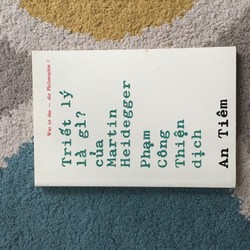 Was ist das — die Philosophie ?
Triết lý
là gì?
của
Martin
Heidegger
Phạm
Công
Thiện
dịch
An Tiêm